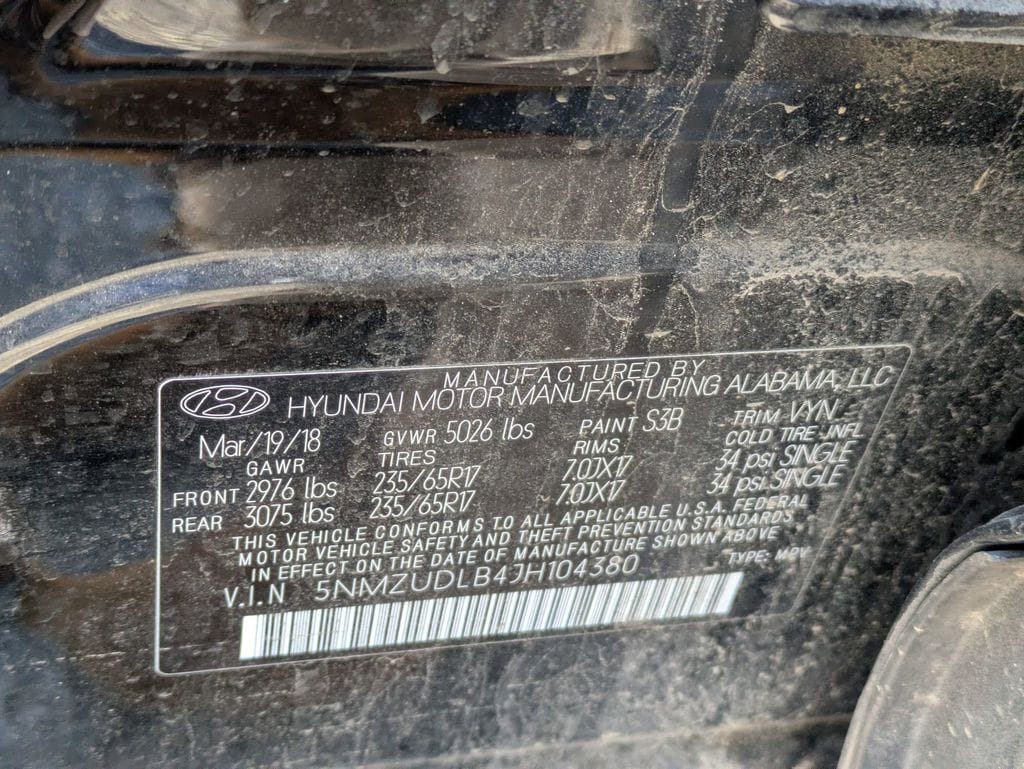 MANUFACTURED BY
HYUNDAI MOTOR MANUFACTURING ALABAMA, LLC
Mar/19/18 GVWR 5026 lbs PAINT S3B TRIM VYN
GAWR TIRES RIMS COLD TIRE INFL
FRONT 2976 lbs 235/65R17 7.0JX17 34 psi SINGLE
REAR 3075 lbs 235/65R17 7.0JX17 34 psi SINGLE
THIS VEHICLE CONFORMS TO ALL APPLICABLE U.S.A. FEDERAL
MOTOR VEHICLE SAFETY AND THEFT PREVENTION STANDARDS
IN EFFECT ON THE DATE OF MANUFACTURE SHOWN ABOVE
V.I.N 5NMZUDLB4JH104380 TYPE: MPV